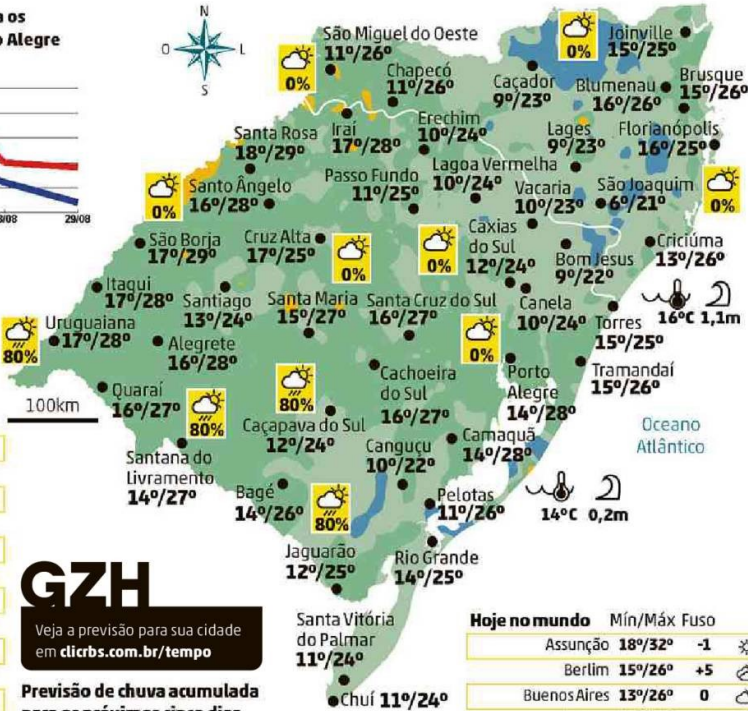 os
Alegre
29/08
N
O
L
S
São Miguel do Oeste
11º/26º
0%
Chapecó
11º/26º
Caçador
9º/23º
0%
Joinville
15º/25º
Blumenau
16º/26º
Brusque
15º/26º
Erechim
10º/24º
Lages
9º/23º
Florianópolis
16º/25º
Santa Rosa
18º/29º
Iraí
17º/28º
Lagoa Vermelha
10º/24º
0%
Santo Ângelo
16º/28º
Passo Fundo
11º/25º
Vacaria
10º/23º
São Joaquim
6º/21º
0%
São Borja
17º/29º
Cruz Alta
17º/25º
0%
0%
Caxias
do Sul
12º/24º
Bom Jesus
9º/22º
Criciúma
13º/26º
Itaqui
17º/28º
Santiago
13º/24º
Santa Maria
15º/27º
Santa Cruz do Sul
16º/27º
Canela
10º/24º
16ºC 1,1m
80%
Uruguaiana
17º/28º
Alegrete
16º/28º
0%
Torres
15º/25º
Quaraí
16º/27º
80%
80%
Cachoeira
do Sul
16º/27º
Porto
Alegre
14º/28º
Tramandaí
15º/26º
100km
Caçapava do Sul
12º/24º
Oceano
Atlântico
Santana do
Livramento
14º/27º
Canguçu
10º/22º
Camaquã
14º/28º
Bagé
14º/26º
80%
Pelotas
11º/26º
14ºC 0,2m
Jaguarão
12º/25º
Rio Grande
14º/25º
GZH
Veja a previsão para sua cidade
em clicrbs.com.br/tempo
Santa Vitória
do Palmar
11º/24º
Chuí 11º/24º
Previsão de chuva acumulada
Hoje no mundo Mín/Máx Fuso
Assunção 18º/32º -1
Berlim 15º/26º +5
Buenos Aires 13º/26º 0